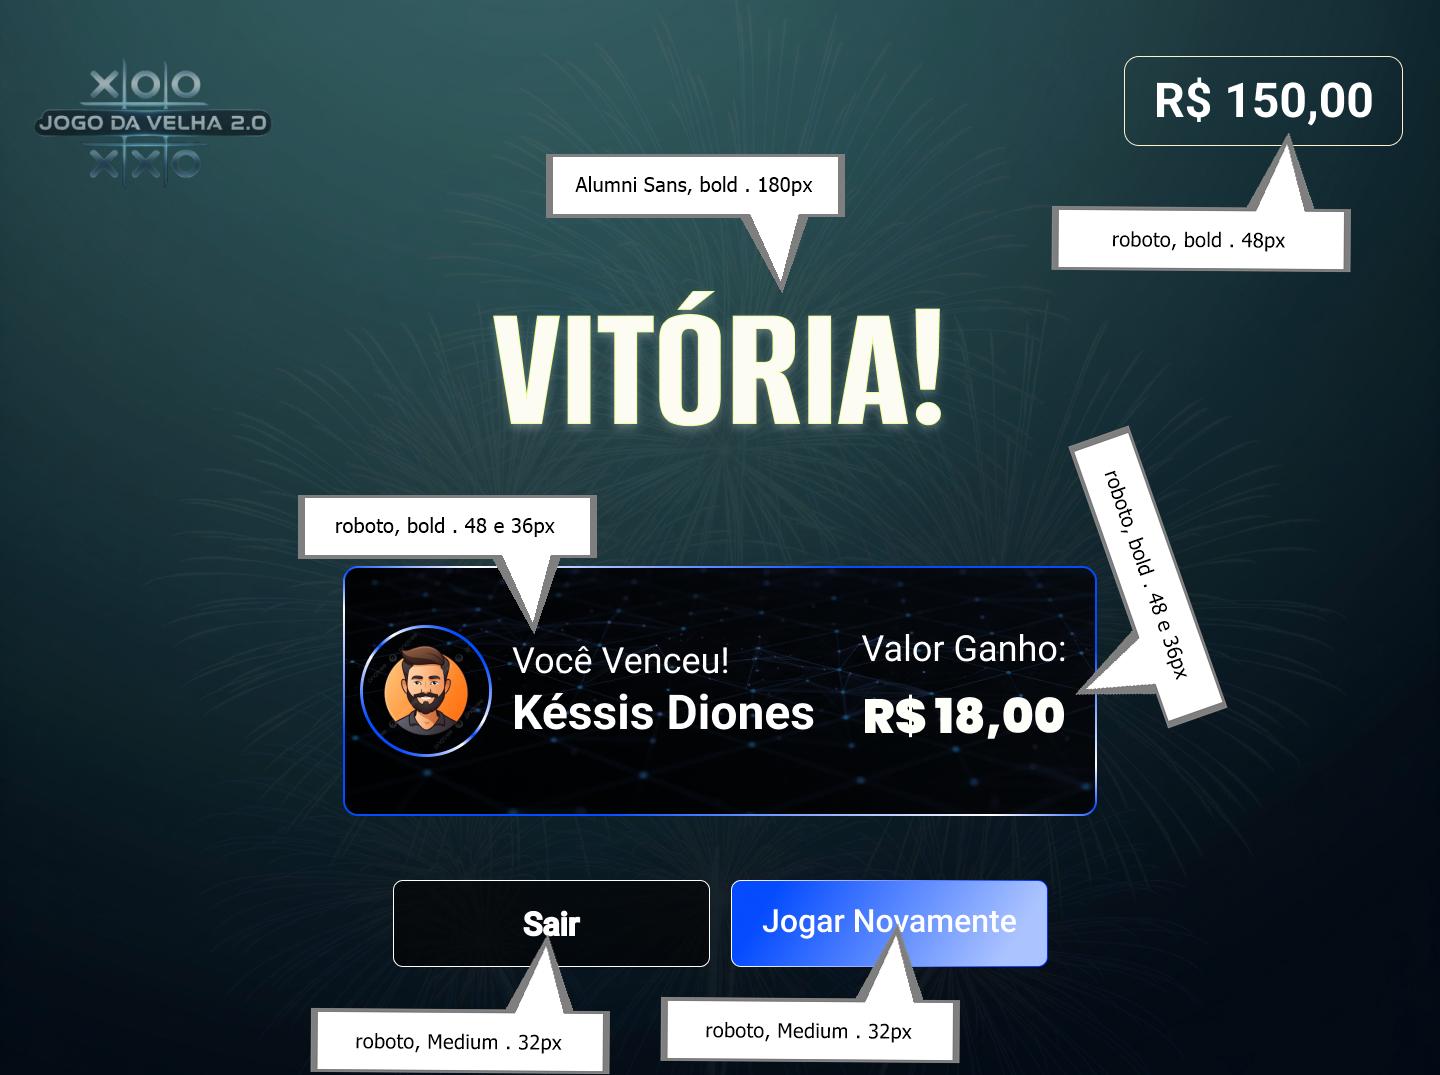 XOO
JOGO DA VELHA 2.0
XXO
R$ 150,00
Alumni Sans, bold . 180px
roboto, bold . 48px
VITÓRIA!
roboto, bold . 48 e 36px
roboto, bold . 48 e 36px
Você Venceu!
Késsis Diones
Valor Ganho:
R$ 18,00
Sair
Jogar Novamente
roboto, Medium . 32px
roboto, Medium . 32px